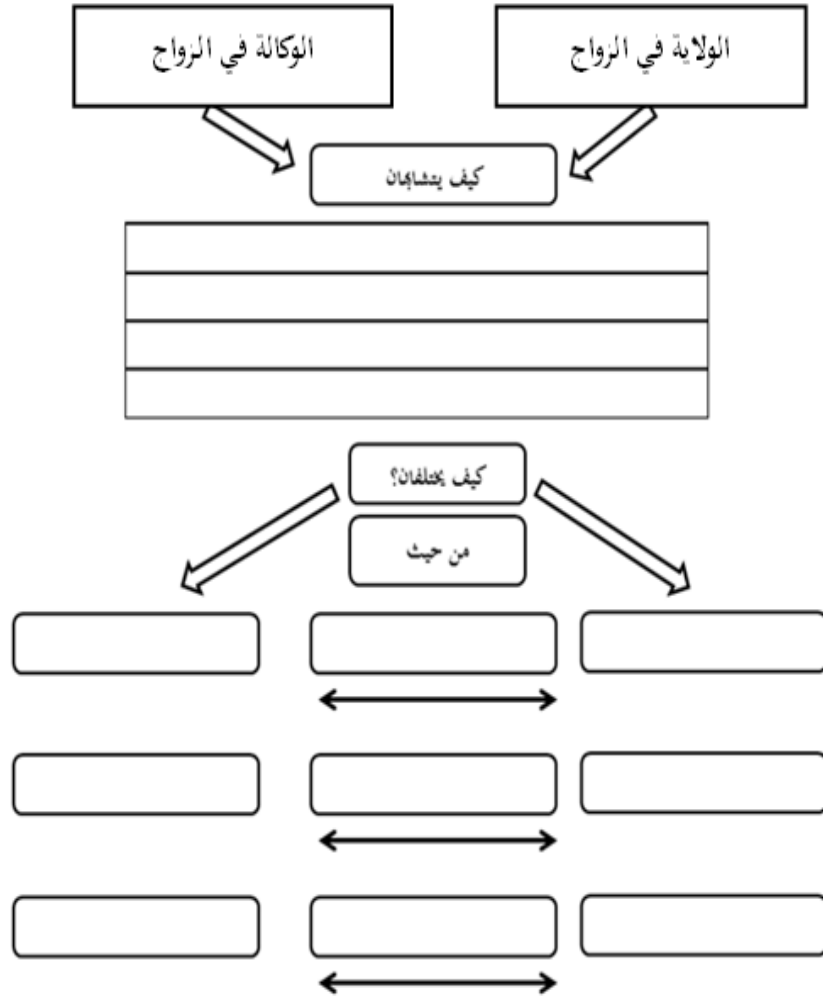 الولاية في الزواج
الوكالة في الزواج
كيف يتشابهان
كيف يختلفان؟
من حيث